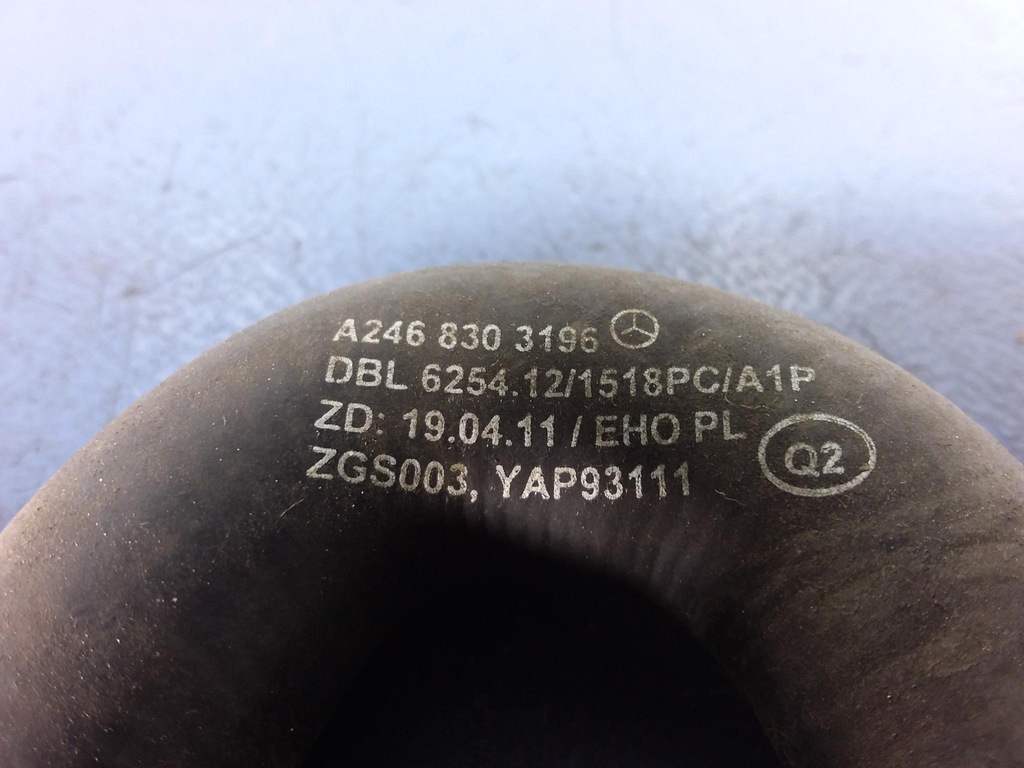 A246 830 3196
DBL 6254.12/1518PC/A1P
ZD: 19.04.11 / EHO PL
Q2
ZGS003, YAP93111